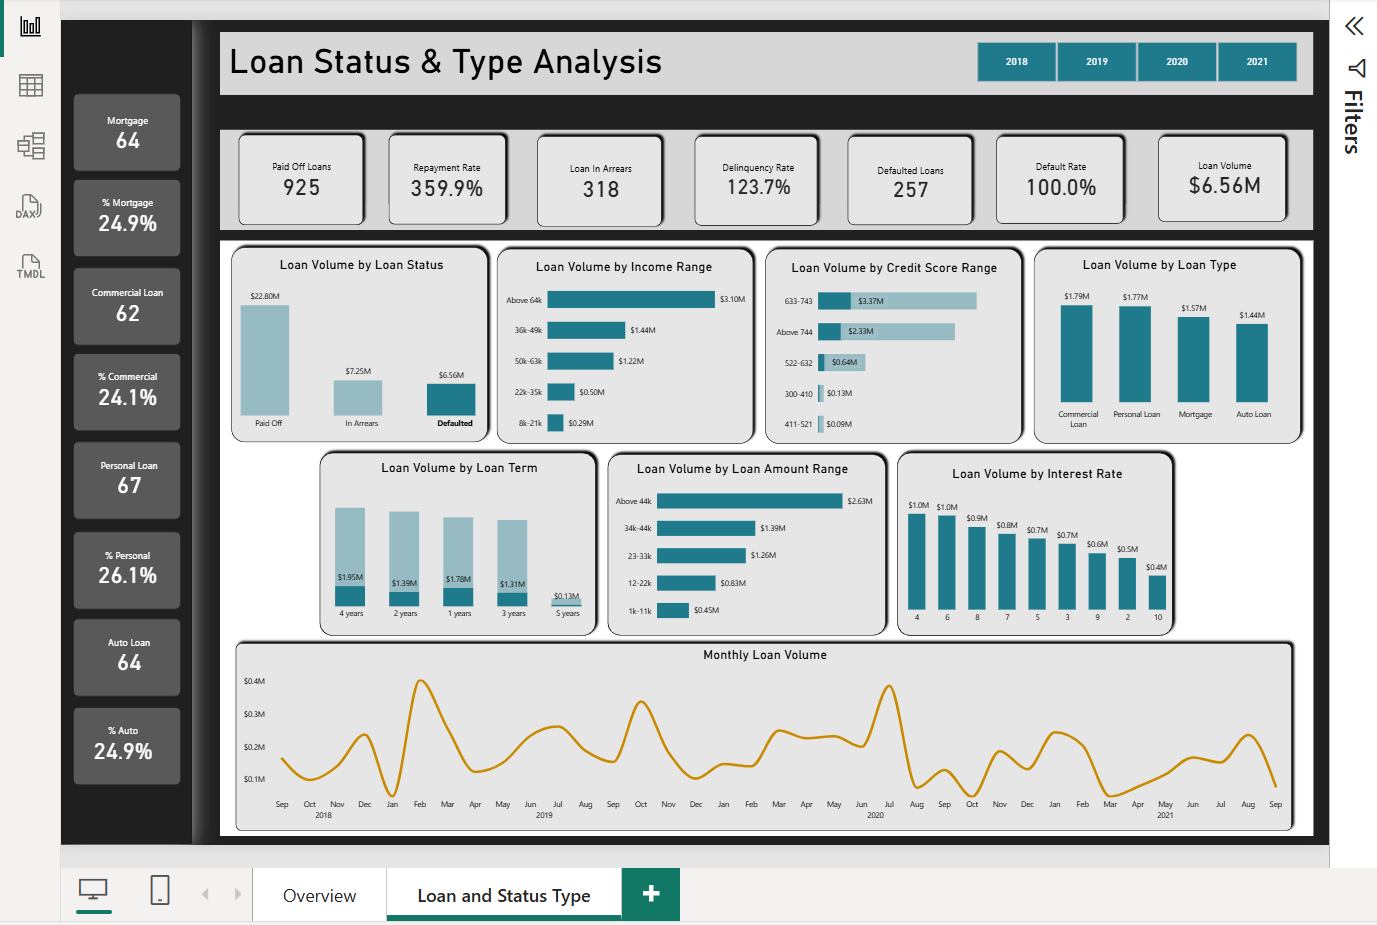 Loan Status & Type Analysis
2018
2019
2020
2021
Filters
DAX
TMDL
Mortgage
64
% Mortgage
24.9%
Commercial Loan
62
% Commercial
24.1%
Personal Loan
67
% Personal
26.1%
Auto Loan
64
% Auto
24.9%
Paid Off Loans
925
Repayment Rate
359.9%
Loan In Arrears
318
Delinquency Rate
123.7%
Defaulted Loans
257
Default Rate
100.0%
Loan Volume
$6.56M
Loan Volume by Loan Status
$22.80M
$7.25M
$6.56M
Paid Off
In Arrears
Defaulted
Loan Volume by Income Range
Above 64k $3.10M
36k-49k $1.44M
50k-63k $1.22M
22k-35k $0.50M
8k-21k $0.29M
Loan Volume by Credit Score Range
633-743 $3.37M
Above 744 $2.33M
522-632 $0.64M
300-410 $0.13M
411-521 $0.09M
Loan Volume by Loan Type
$1.79M
$1.77M
$1.57M
$1.44M
Commercial
Loan
Personal Loan
Mortgage
Auto Loan
Loan Volume by Loan Term
$1.95M
$1.39M
$1.78M
$1.31M
$0.13M
4 years
2 years
1 years
3 years
5 years
Loan Volume by Loan Amount Range
Above 44k $2.63M
34k-44k $1.39M
23-33k $1.26M
12-22k $0.83M
1k-11k $0.45M
Loan Volume by Interest Rate
$1.0M
$1.0M
$0.9M
$0.8M
$0.7M
$0.7M
$0.6M
$0.5M
$0.4M
4 6 8 7 5 3 9 2 10
Monthly Loan Volume
$0.4M
$0.3M
$0.2M
$0.1M
Sep Oct Nov Dec Jan Feb Mar Apr May Jun Jul Aug Sep Oct Nov Dec Jan Feb Mar Apr May Jun Jul Aug Sep Oct Nov Dec Jan Feb Mar Apr May Jun Jul Aug Sep
2018 2019 2020 2021
Overview
Loan and Status Type
+